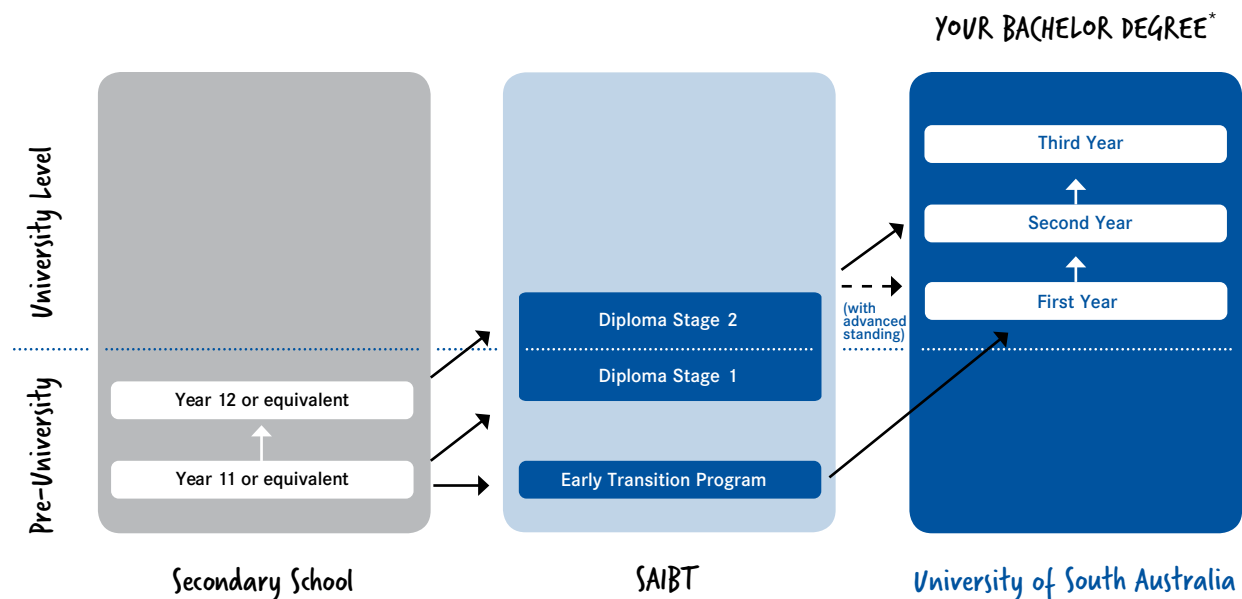 YOUR BACHELOR DEGREE*
University Level
Pre-University
Year 12 or equivalent
Year 11 or equivalent
Secondary School
Diploma Stage 2
Diploma Stage 1
Early Transition Program
SAIBT
(with
advanced
standing)
Third Year
Second Year
First Year
University of South Australia